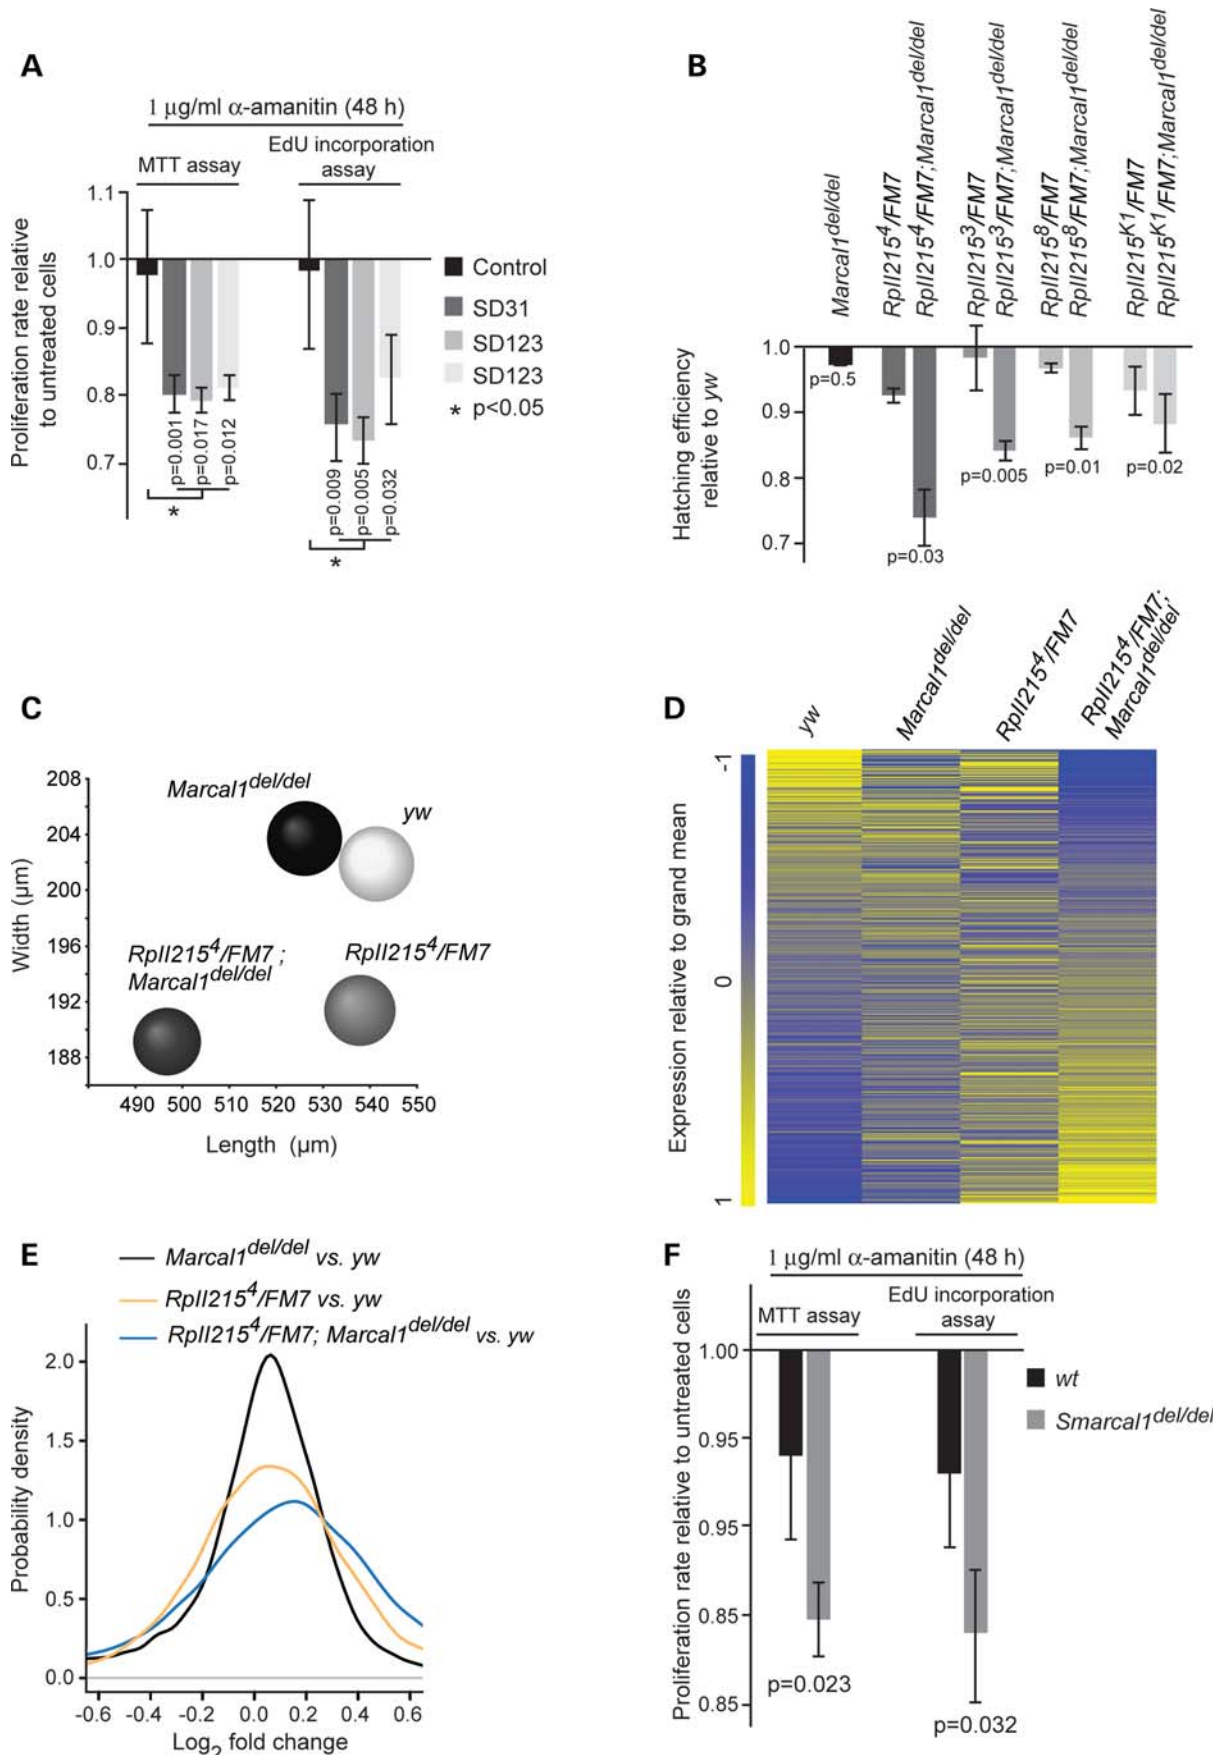 A
1 µg/ml α-amanitin (48 h)
MTT assay
EdU incorporation
assay
Proliferation rate relative
to untreated cells
1.1
1.0
0.9
0.8
0.7
p=0.001
p=0.017
p=0.012
*
p=0.009
p=0.005
p=0.032
*
Control
SD31
SD123
SD123
* p<0.05
B
Marcal1del/del
RpII2154/FM7
RpII2154/FM7;Marcal1del/del
RpII2153/FM7
RpII2153/FM7;Marcal1del/del
RpII2158/FM7
RpII2158/FM7;Marcal1del/del
RpII215K1/FM7
RpII215K1/FM7;Marcal1del/del
Hatching efficiency
relative to yw
1.0
0.9
0.8
0.7
p=0.5
p=0.03
p=0.005
p=0.01
p=0.02
C
Width (µm)
208
204
200
196
192
188
Marcal1del/del
yw
RpII2154/FM7 ;
Marcal1del/del
RpII2154/FM7
490 500 510 520 530 540 550
Length (µm)
D
yw
Marcal1del/del
RpII2154/FM7
RpII2154/FM7;
Marcal1del/del
Expression relative to grand mean
-1
0
1
E
Marcal1del/del vs. yw
RpII2154/FM7 vs. yw
RpII2154/FM7; Marcal1del/del vs. yw
Probability density
2.0
1.5
1.0
0.5
0.0
-0.6 -0.4 -0.2 0.0 0.2 0.4 0.6
Log2 fold change
F
1 µg/ml α-amanitin (48 h)
MTT assay
EdU incorporation
assay
Proliferation rate relative to untreated cells
1.00
0.95
0.95
0.85
0.85
p=0.023
p=0.032
wt
Smarcal1del/del